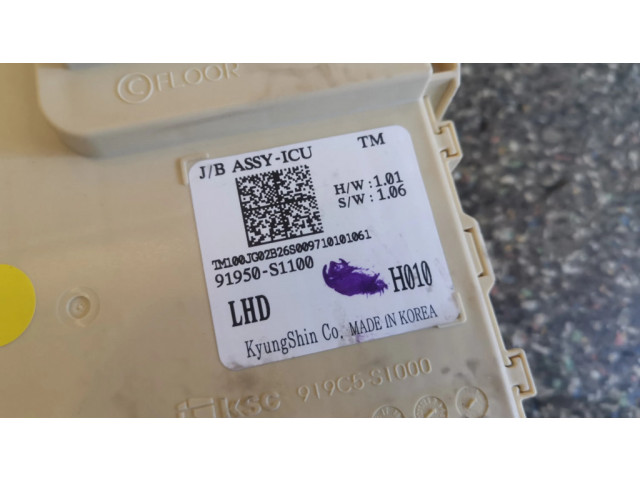 © FLOOR
J/B ASSY-ICU TM
H/W : 1.01
S/W : 1.06
TM100JG02B26S009710101061
91950-S1100
LHD H010
KyungShin Co. MADE IN KOREA
ksc 919C5-S1000